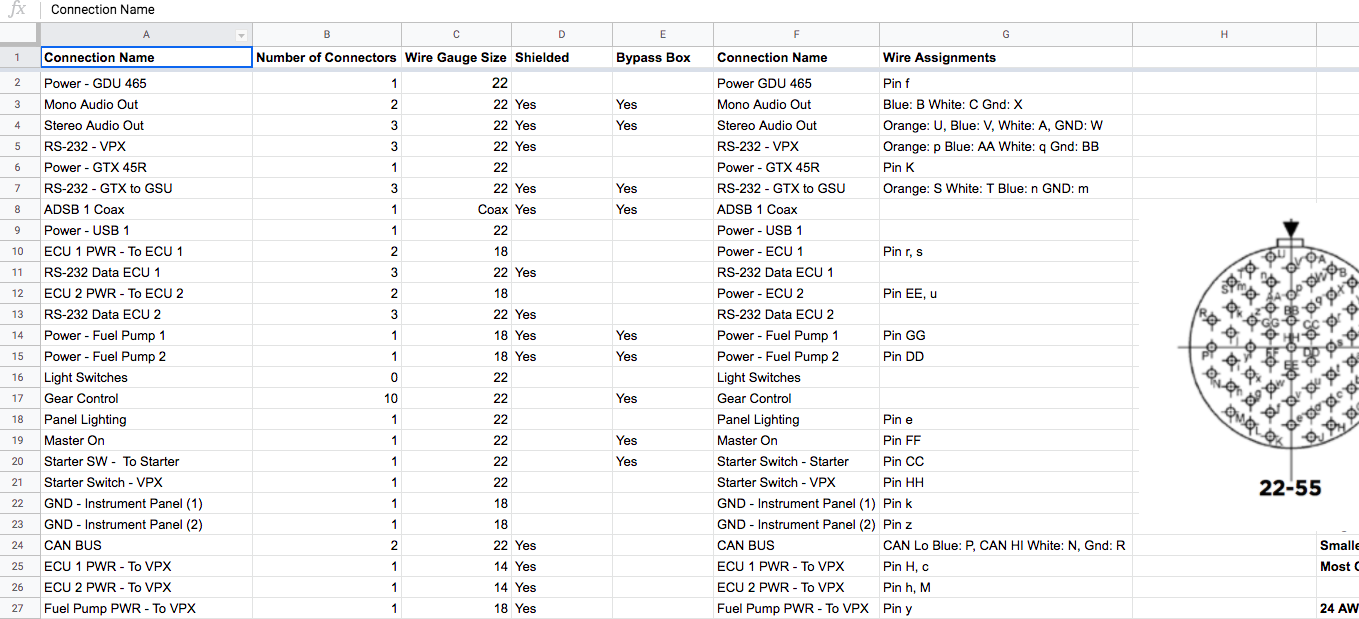 fx Connection Name
A B C D E F G H
1 Connection Name Number of Connectors Wire Gauge Size Shielded Bypass Box Connection Name Wire Assignments
2 Power - GDU 465 1 22 Power GDU 465 Pin f
3 Mono Audio Out 2 22 Yes Yes Mono Audio Out Blue: B White: C Gnd: X
4 Stereo Audio Out 3 22 Yes Yes Stereo Audio Out Orange: U, Blue: V, White: A, GND: W
5 RS-232 - VPX 3 22 Yes RS-232 - VPX Orange: p Blue: AA White: q Gnd: BB
6 Power - GTX 45R 1 22 Power - GTX 45R Pin K
7 RS-232 - GTX to GSU 3 22 Yes Yes RS-232 - GTX to GSU Orange: S White: T Blue: n GND: m
8 ADSB 1 Coax 1 Coax Yes Yes ADSB 1 Coax
9 Power - USB 1 1 22 Power - USB 1
10 ECU 1 PWR - To ECU 1 2 18 Power - ECU 1 Pin r, s
11 RS-232 Data ECU 1 3 22 Yes RS-232 Data ECU 1
12 ECU 2 PWR - To ECU 2 2 18 Power - ECU 2 Pin EE, u
13 RS-232 Data ECU 2 3 22 Yes RS-232 Data ECU 2
14 Power - Fuel Pump 1 1 18 Yes Yes Power - Fuel Pump 1 Pin GG
15 Power - Fuel Pump 2 1 18 Yes Yes Power - Fuel Pump 2 Pin DD
16 Light Switches 0 22 Light Switches
17 Gear Control 10 22 Yes Gear Control
18 Panel Lighting 1 22 Panel Lighting Pin e
19 Master On 1 22 Yes Master On Pin FF
20 Starter SW - To Starter 1 22 Yes Starter Switch - Starter Pin CC
21 Starter Switch - VPX 1 22 Starter Switch - VPX Pin HH
22-55
22 GND - Instrument Panel (1) 1 18 GND - Instrument Panel (1) Pin k
23 GND - Instrument Panel (2) 1 18 GND - Instrument Panel (2) Pin z
24 CAN BUS 2 22 Yes CAN BUS CAN Lo Blue: P, CAN HI White: N, Gnd: R Smalle
25 ECU 1 PWR - To VPX 1 14 Yes ECU 1 PWR - To VPX Pin H, c Most
26 ECU 2 PWR - To VPX 1 14 Yes ECU 2 PWR - To VPX Pin h, M
27 Fuel Pump PWR - To VPX 1 18 Yes Fuel Pump PWR - To VPX Pin y 24 AW